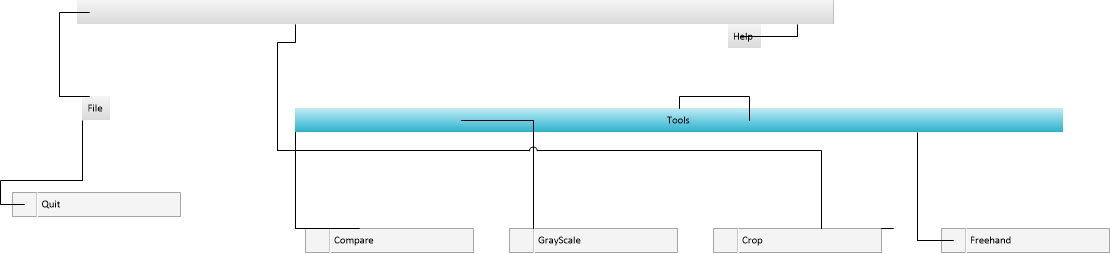 Help
File
Tools
Quit
Compare
GrayScale
Crop
Freehand